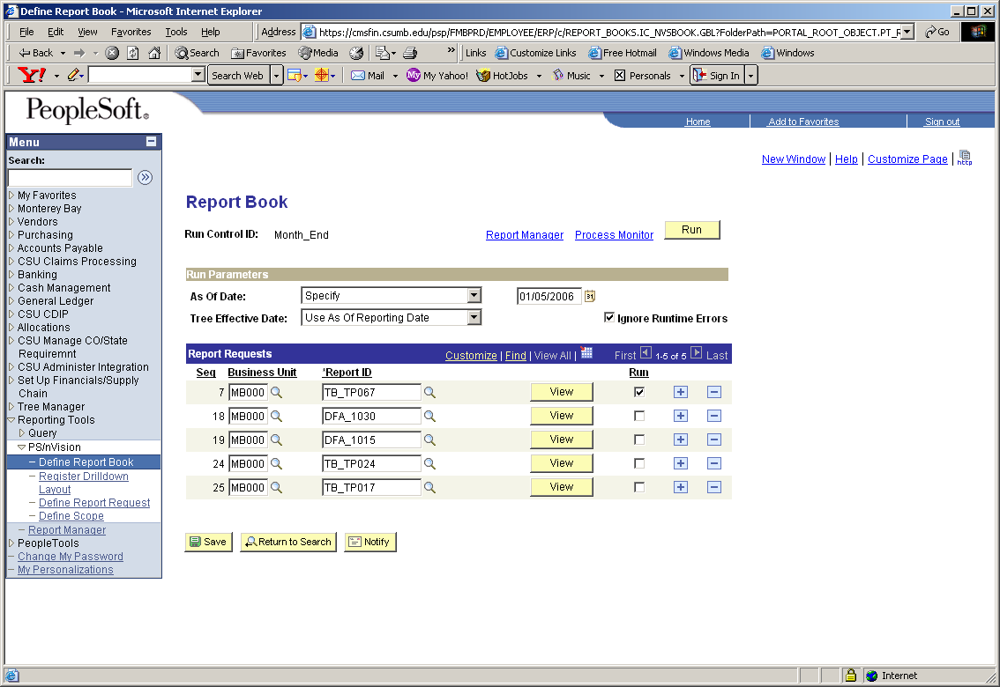 Define Report Book - Microsoft Internet Explorer
File Edit View Favorites Tools Help Address https://cmsfin.csumb.edu/psp/FMBPRD/EMPLOYEE/ERP/c/REPORT_BOOKS.IC_NVSBOOK.GBL?FolderPath=PORTAL_ROOT_OBJECT.PT_R Go
Back Search Favorites Media » Links Customize Links Free Hotmail Windows Media Windows
Y! Search Web Mail My Yahoo! HotJobs Music Personals Sign In
PeopleSoft®
Home Add to Favorites Sign out
Menu
Search:
New Window | Help | Customize Page | http
My Favorites
Monterey Bay
Vendors
Purchasing
Accounts Payable
CSU Claims Processing
Banking
Cash Management
General Ledger
CSU CDIP
Allocations
CSU Manage CO/State
Requiremnt
CSU Administer Integration
Set Up Financials/Supply
Chain
Tree Manager
Reporting Tools
Query
PS/nVision
Define Report Book
Register Drilldown
Layout
Define Report Request
Define Scope
Report Manager
PeopleTools
Change My Password
My Personalizations
Report Book
Run Control ID: Month_End Report Manager Process Monitor Run
Run Parameters
As Of Date: Specify 01/05/2006 31
Tree Effective Date: Use As Of Reporting Date Ignore Runtime Errors
Report Requests Customize | Find | View All | First 1-5 of 5 Last
Seq Business Unit *Report ID Run
7 MB000 TB_TP067 View
18 MB000 DFA_1030 View
19 MB000 DFA_1015 View
24 MB000 TB_TP024 View
25 MB000 TB_TP017 View
Save Return to Search Notify
Internet